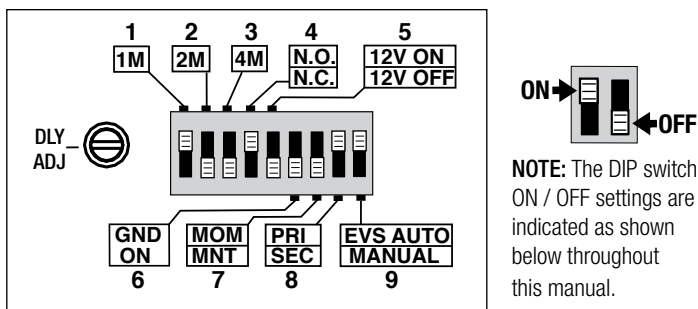 1 2 3 4 5
1M 2M 4M N.O. 12V ON
N.C. 12V OFF
DLY_
ADJ
GND MOM PRI EVS AUTO
ON MNT SEC MANUAL
6 7 8 9
ON
OFF
NOTE: The DIP switch
ON / OFF settings are
indicated as shown
below throughout
this manual.